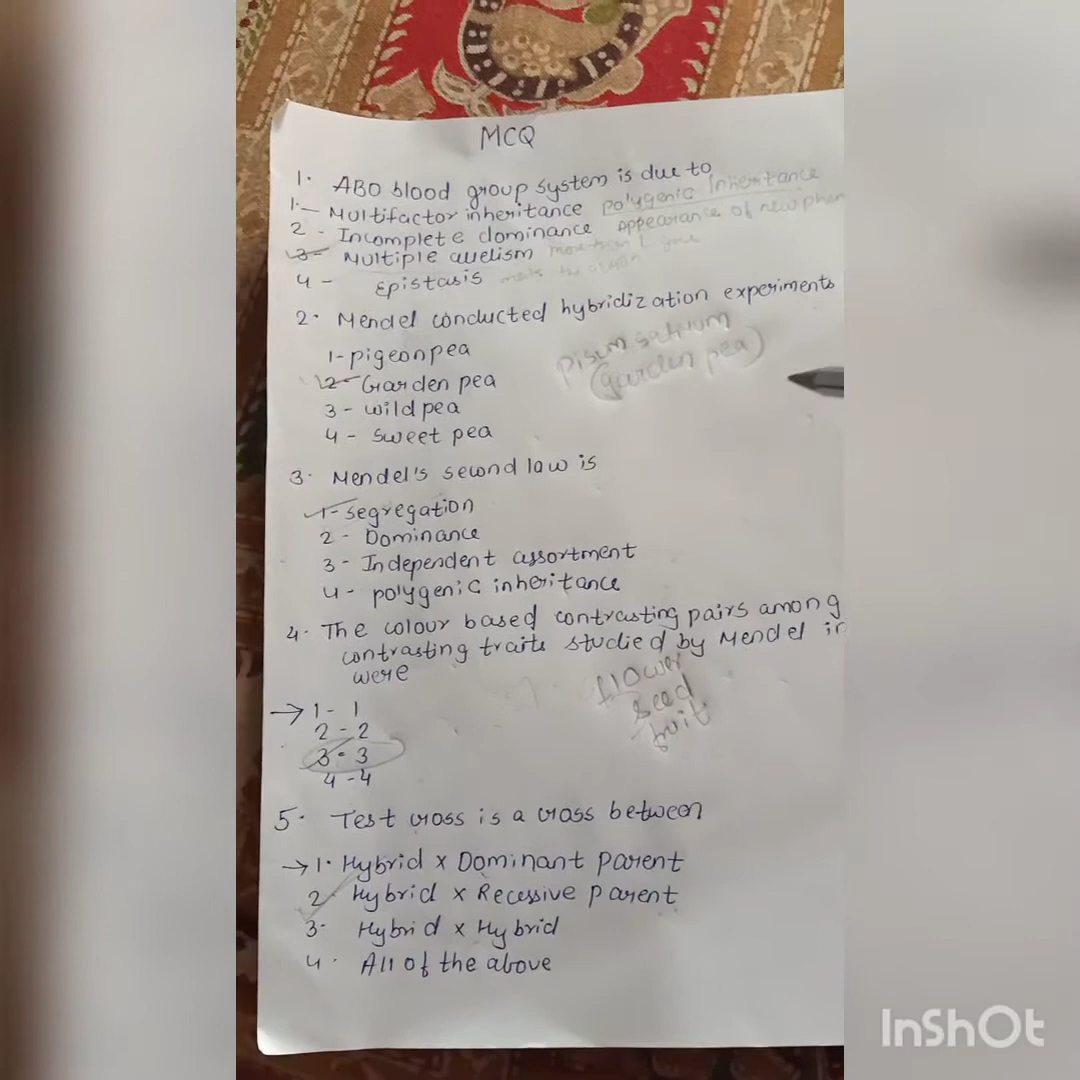 MCQ
1. ABO blood group system is due to
1.- Multifactor inheritance polygenic Inheritance
2 - Incomplete dominance Appearance of new phen
3- Multiple allelism more than 1 gene
4 - Epistasis
2. Mendel conducted hybridization experiments
1- pigeonpea
2- Garden pea
3 - wild pea
4 - sweet pea
Pisum sativum
(garden pea)
3. Mendel's second law is
1- segregation
2 - Dominance
3 - Independent assortment
4 - polygenic inheritance
4. The colour based contrasting pairs among
contrasting traits studied by Mendel in
were
flower
seed
fruit
→ 1 - 1
2 - 2
3 - 3
4 - 4
5. Test cross is a cross between
→ 1. Hybrid x Dominant parent
2 Hybrid x Recessive parent
3- Hybrid x Hybrid
4. All of the above
InShOt